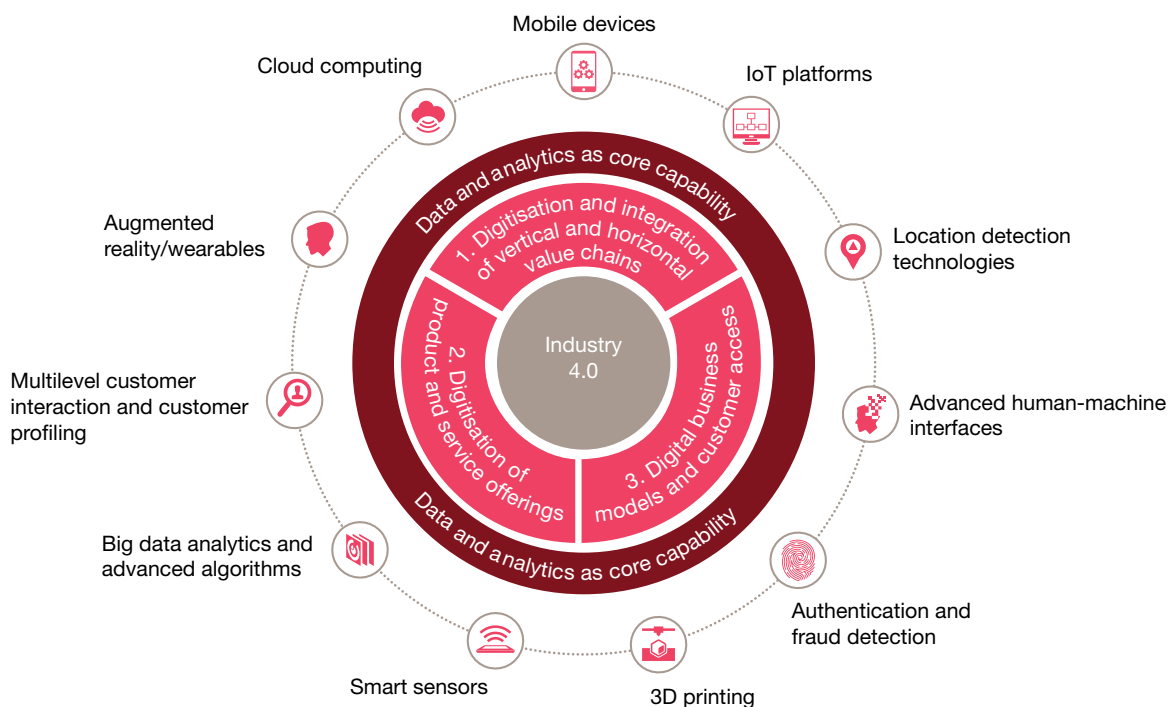 Mobile devices
IoT platforms
Location detection
technologies
Advanced human-machine
interfaces
Authentication and
fraud detection
3D printing
Smart sensors
Big data analytics and
advanced algorithms
Multilevel customer
interaction and customer
profiling
Augmented
reality/wearables
Cloud computing
Data and analytics as core capability
1. Digitisation and integration
of vertical and horizontal
value chains
2. Digitisation of
product and service offerings
3. Digital business
models and customer access
Industry
4.0
Data and analytics as core capability